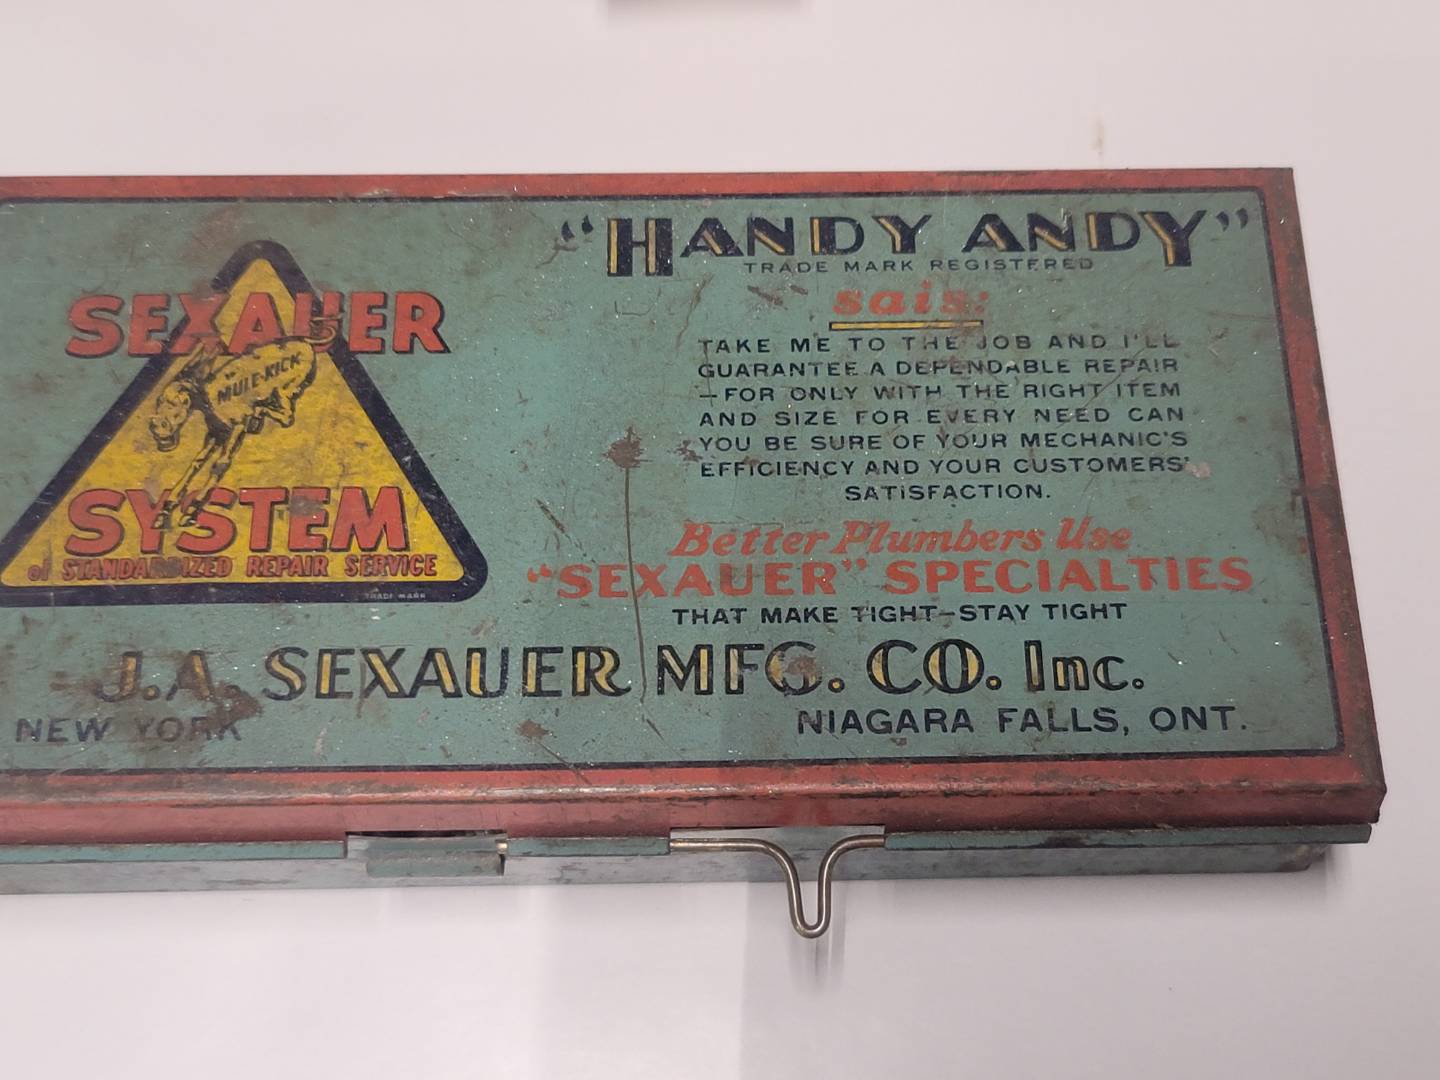 SEXAUER
MULE-KICK
SYSTEM
of STANDARDIZED REPAIR SERVICE
TRADE MARK
"HANDY ANDY"
TRADE MARK REGISTERED
sais:
TAKE ME TO THE JOB AND I'LL
GUARANTEE A DEPENDABLE REPAIR
—FOR ONLY WITH THE RIGHT ITEM
AND SIZE FOR EVERY NEED CAN
YOU BE SURE OF YOUR MECHANIC'S
EFFICIENCY AND YOUR CUSTOMERS'
SATISFACTION.
Better Plumbers Use
"SEXAUER" SPECIALTIES
THAT MAKE TIGHT-STAY TIGHT
J.A. SEXAUER MFG. CO. Inc.
NEW YORK
NIAGARA FALLS, ONT.